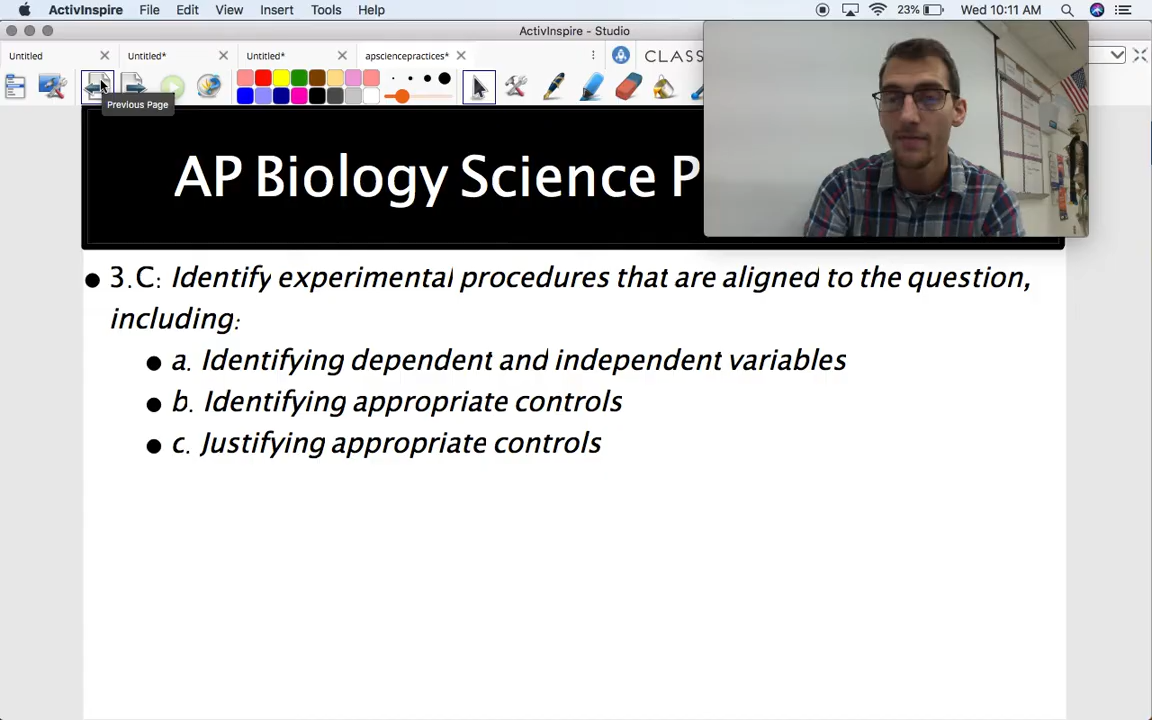 ActivInspire File Edit View Insert Tools Help 23% Wed 10:11 AM
ActivInspire - Studio
Untitled Untitled* Untitled* apsciencepractices* CLASS
Previous Page
AP Biology Science P
• 3.C: Identify experimental procedures that are aligned to the question,
including:
• a. Identifying dependent and independent variables
• b. Identifying appropriate controls
• c. Justifying appropriate controls